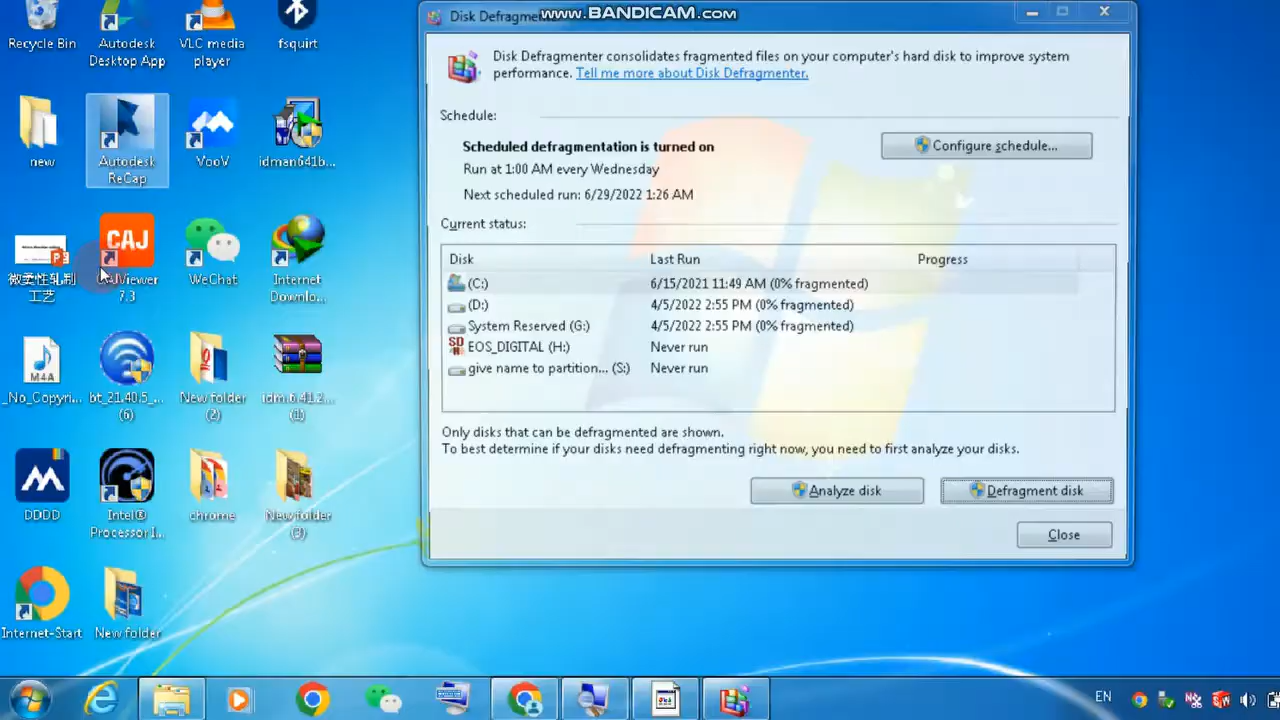 www.BANDICAM.com
Disk Defragme
Disk Defragmenter consolidates fragmented files on your computer's hard disk to improve system
performance. Tell me more about Disk Defragmenter.
Schedule:
Scheduled defragmentation is turned on
Configure schedule...
Run at 1:00 AM every Wednesday
Next scheduled run: 6/29/2022 1:26 AM
Current status:
Disk Last Run Progress
(C:) 6/15/2021 11:49 AM (0% fragmented)
(D:) 4/5/2022 2:55 PM (0% fragmented)
System Reserved (G:) 4/5/2022 2:55 PM (0% fragmented)
EOS_DIGITAL (H:) Never run
give name to partition... (S:) Never run
Only disks that can be defragmented are shown.
To best determine if your disks need defragmenting right now, you need to first analyze your disks.
Analyze disk
Defragment disk
Close
Recycle Bin
Autodesk
Desktop App
VLC media
player
fsquirt
new
Autodesk
ReCap
VooV
idman641b...
微柔性轧制
工艺
CAJ
CAJViewer
7.3
WeChat
Internet
Downlo...
M4A
_No_Copyri...
bt_21.40.5_...
(6)
New folder
(2)
idm.6.41.2...
(1)
DDDD
Intel®
Processor I...
chrome
New folder
(3)
Internet-Start
New folder
EN